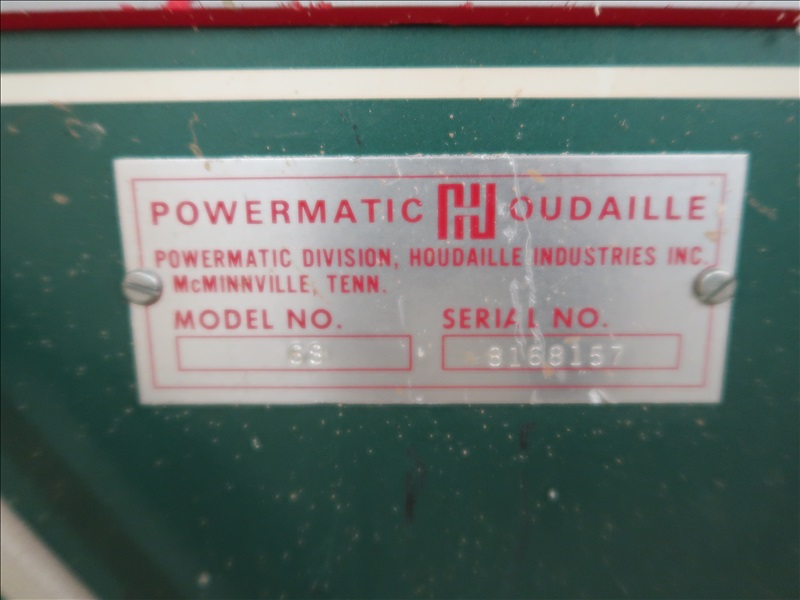 POWERMATIC HOUDAILLE
POWERMATIC DIVISION, HOUDAILLE INDUSTRIES INC.
McMINNVILLE, TENN.
MODEL NO. SERIAL NO.
8168157